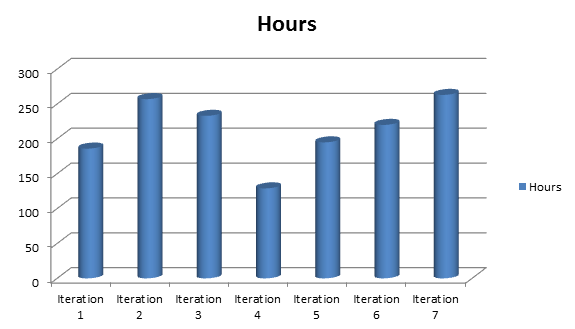 Hours
300
250
200
150
100
50
0
Iteration 1
Iteration 2
Iteration 3
Iteration 4
Iteration 5
Iteration 6
Iteration 7
Hours